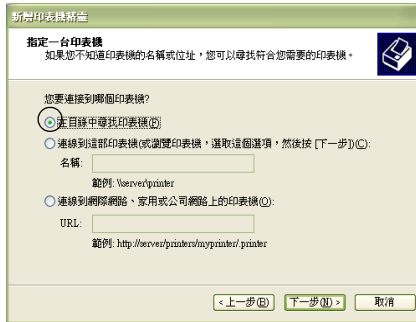 新增印表機精靈
指定一台印表機
如果您不知道印表機的名稱或位址，您可以尋找符合您需要的印表機。
您要連接到哪個印表機?
在目錄中尋找印表機(F)
連線到這部印表機(或瀏覽印表機，選取這個選項，然後按 [下一步])(C):
名稱:
範例: \\server\printer
連線到網際網路、家用或公司網路上的印表機(O):
URL:
範例: http://server/printers/myprinter/.printer
<上一步(B) 下一步(N)> 取消